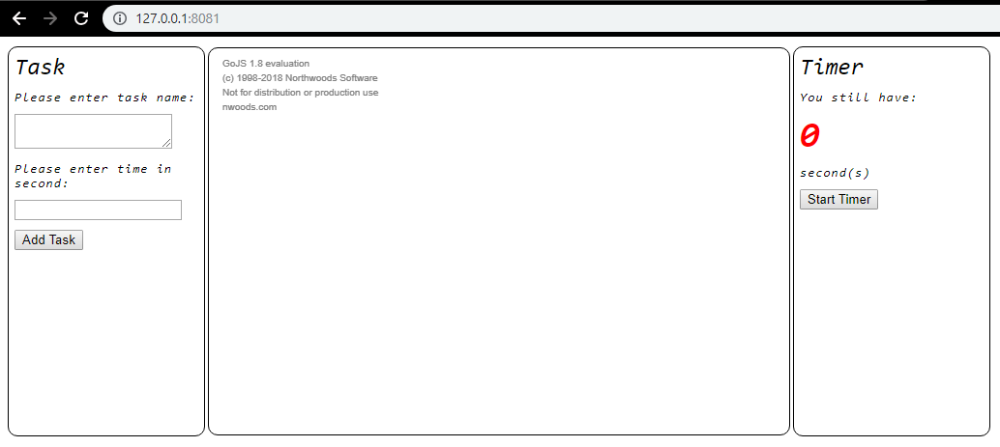 127.0.0.1:8081
Task
Please enter task name:
Please enter time in
second:
Add Task
GoJS 1.8 evaluation
(c) 1998-2018 Northwoods Software
Not for distribution or production use
nwoods.com
Timer
You still have:
0
second(s)
Start Timer